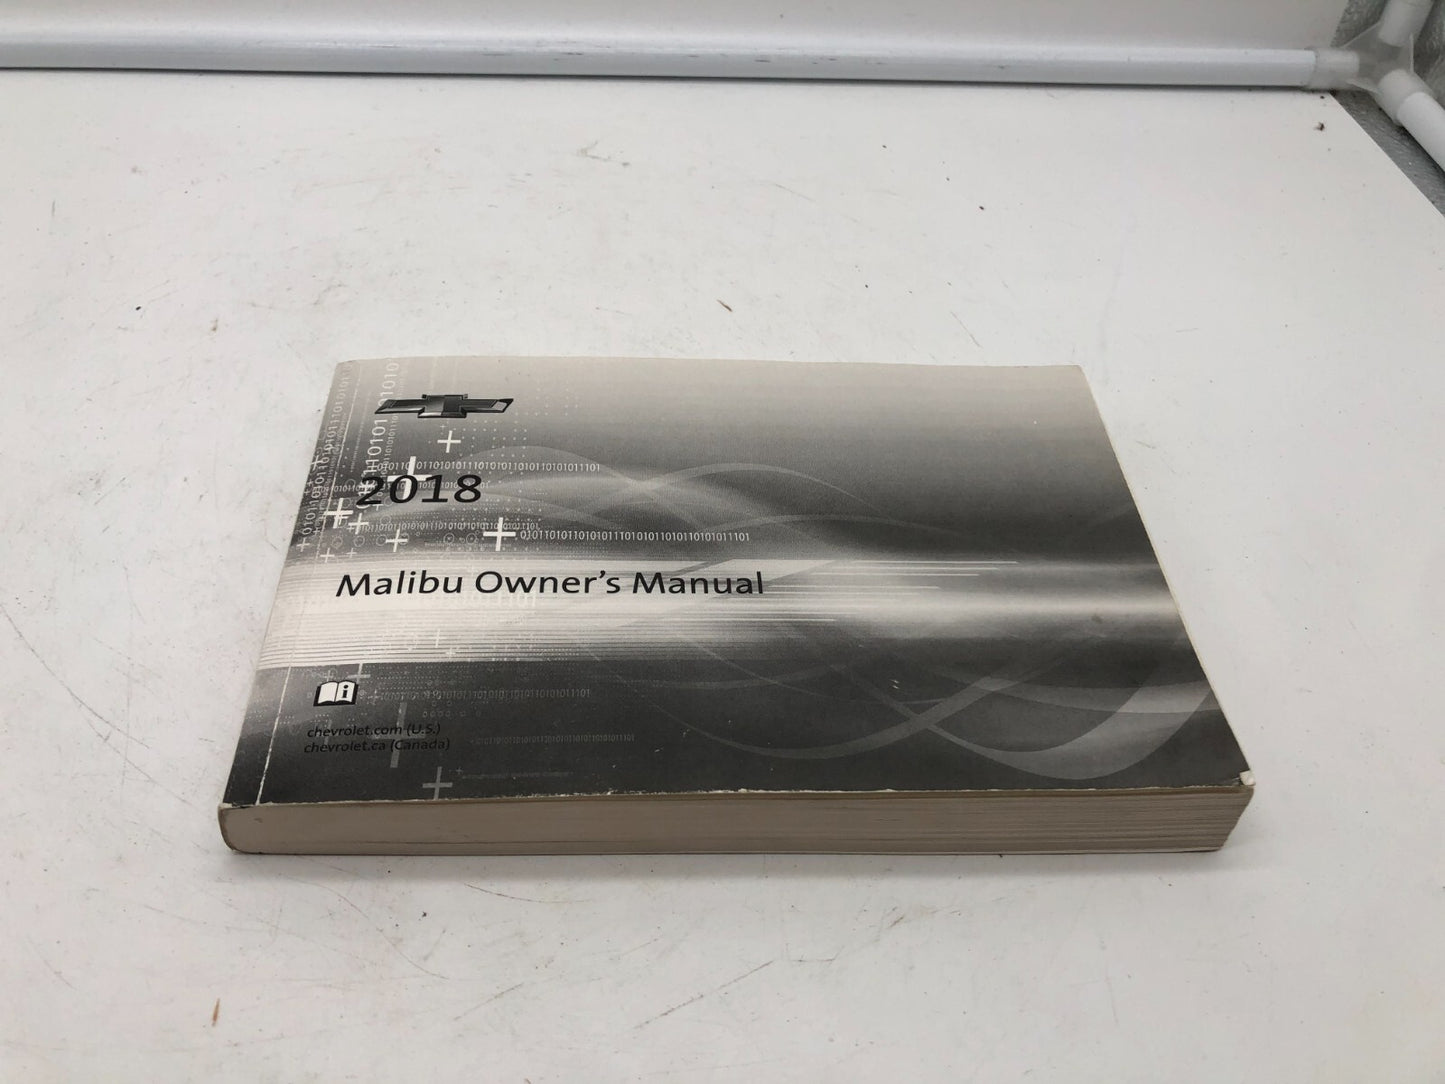 2018
Malibu Owner's Manual
chevrolet.com (U.S.)
chevrolet.ca (Canada)